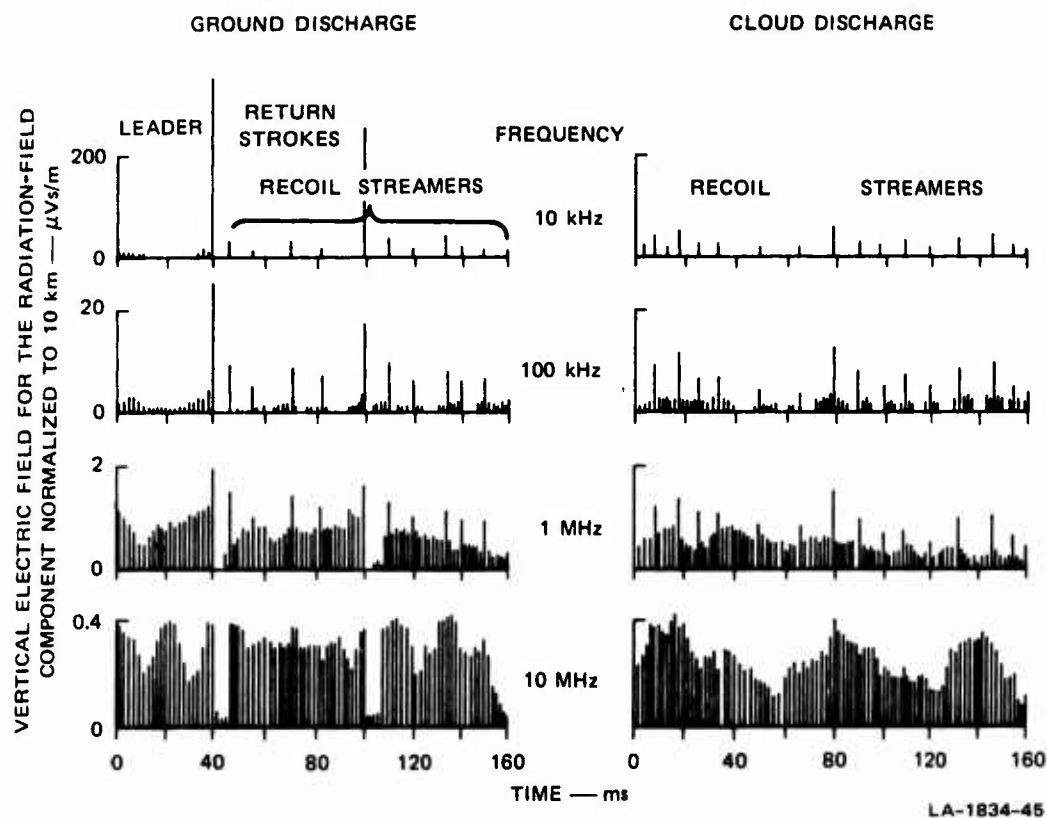 GROUND DISCHARGE
CLOUD DISCHARGE
VERTICAL ELECTRIC FIELD FOR THE RADIATION-FIELD
COMPONENT NORMALIZED TO 10 km — μVs/m
LEADER
RETURN
STROKES
FREQUENCY
200
RECOIL STREAMERS
RECOIL STREAMERS
10 kHz
0
20
100 kHz
0
2
1 MHz
0
0.4
10 MHz
0
0 40 80 120 160
0 40 80 120 160
TIME — ms
LA-1834-45